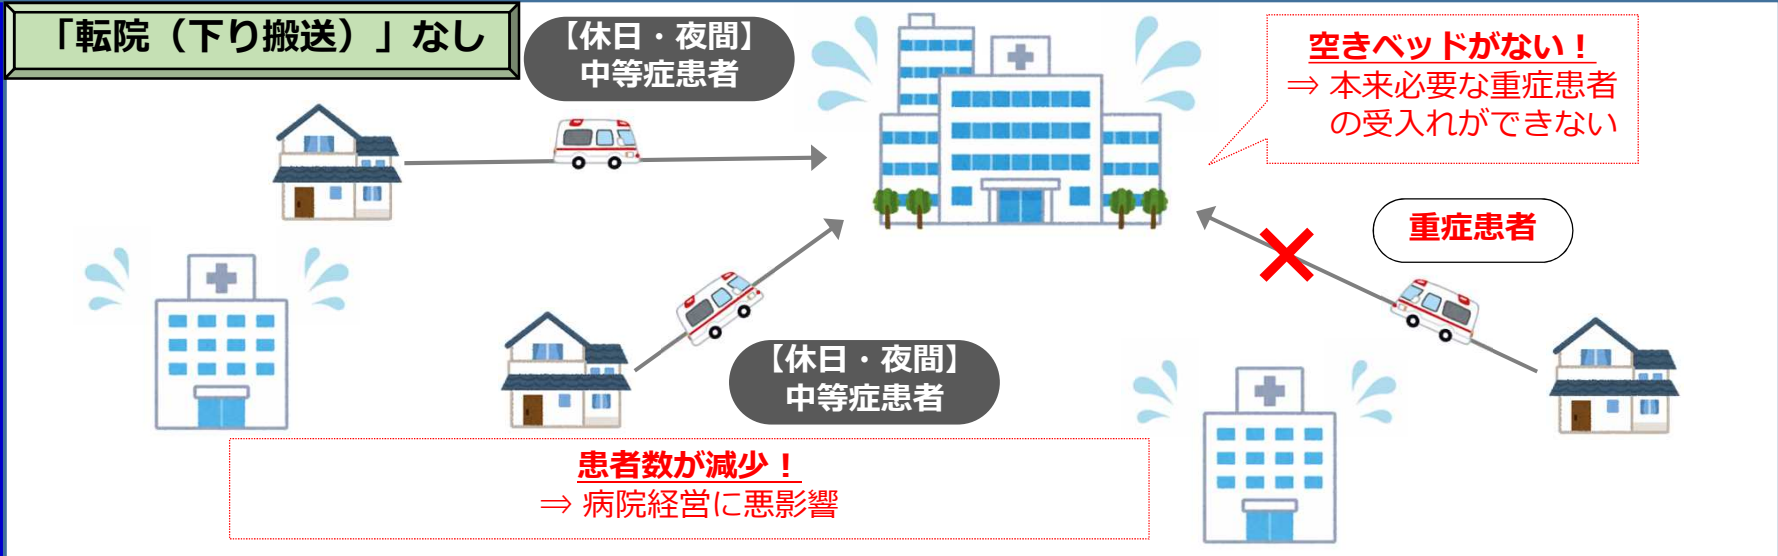 「転院（下り搬送）」なし
【休日・夜間】
中等症患者
空きベッドがない！
⇒ 本来必要な重症患者
の受入れができない
重症患者
【休日・夜間】
中等症患者
患者数が減少！
⇒ 病院経営に悪影響